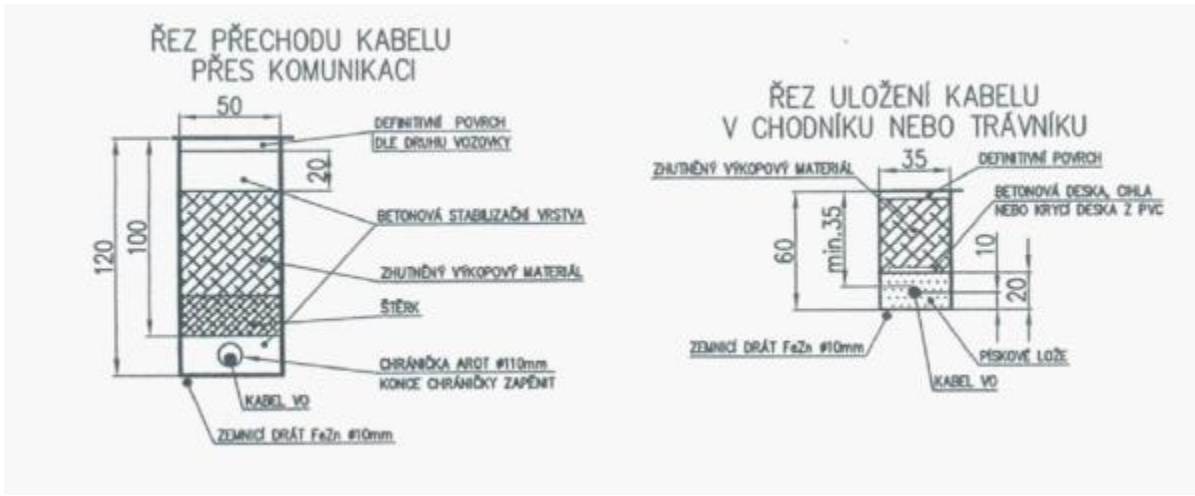 ŘEZ PŘECHODU KABELU
PŘES KOMUNIKACI
50
DEFINITIVNÍ POVRCH
DLE DRUHU VOZOVKY
20
BETONOVÁ STABILIZAČNÍ VRSTVA
120
100
ZHUTNĚNÝ VÝKOPOVÝ MATERIÁL
ŠTĚRK
CHRÁNIČKA AROT ø110mm
KONCE CHRÁNIČKY ZAPĚNIT
KABEL VO
ZEMNICÍ DRÁT FeZn ø10mm
ŘEZ ULOŽENÍ KABELU
V CHODNÍKU NEBO TRÁVNÍKU
ZHUTNĚNÝ VÝKOPOVÝ MATERIÁL
35
DEFINITIVNÍ POVRCH
BETONOVÁ DESKA, CIHLA
NEBO KRYCÍ DESKA Z PVC
60
min.35
10
20
ZEMNICÍ DRÁT FeZn ø10mm
PÍSKOVÉ LOŽE
KABEL VO